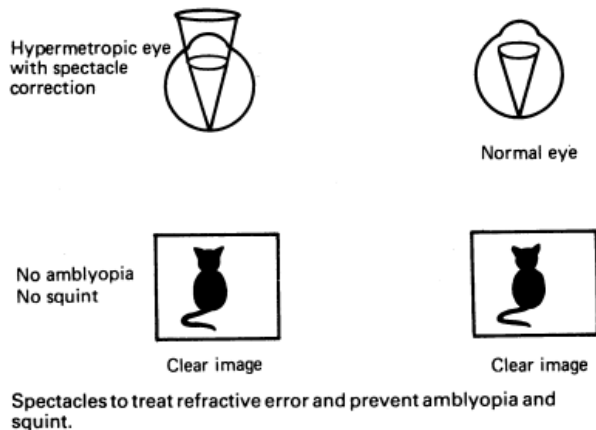 Hypermetropic eye
with spectacle
correction
Normal eye
No amblyopia
No squint
Clear image
Clear image
Spectacles to treat refractive error and prevent amblyopia and
squint.